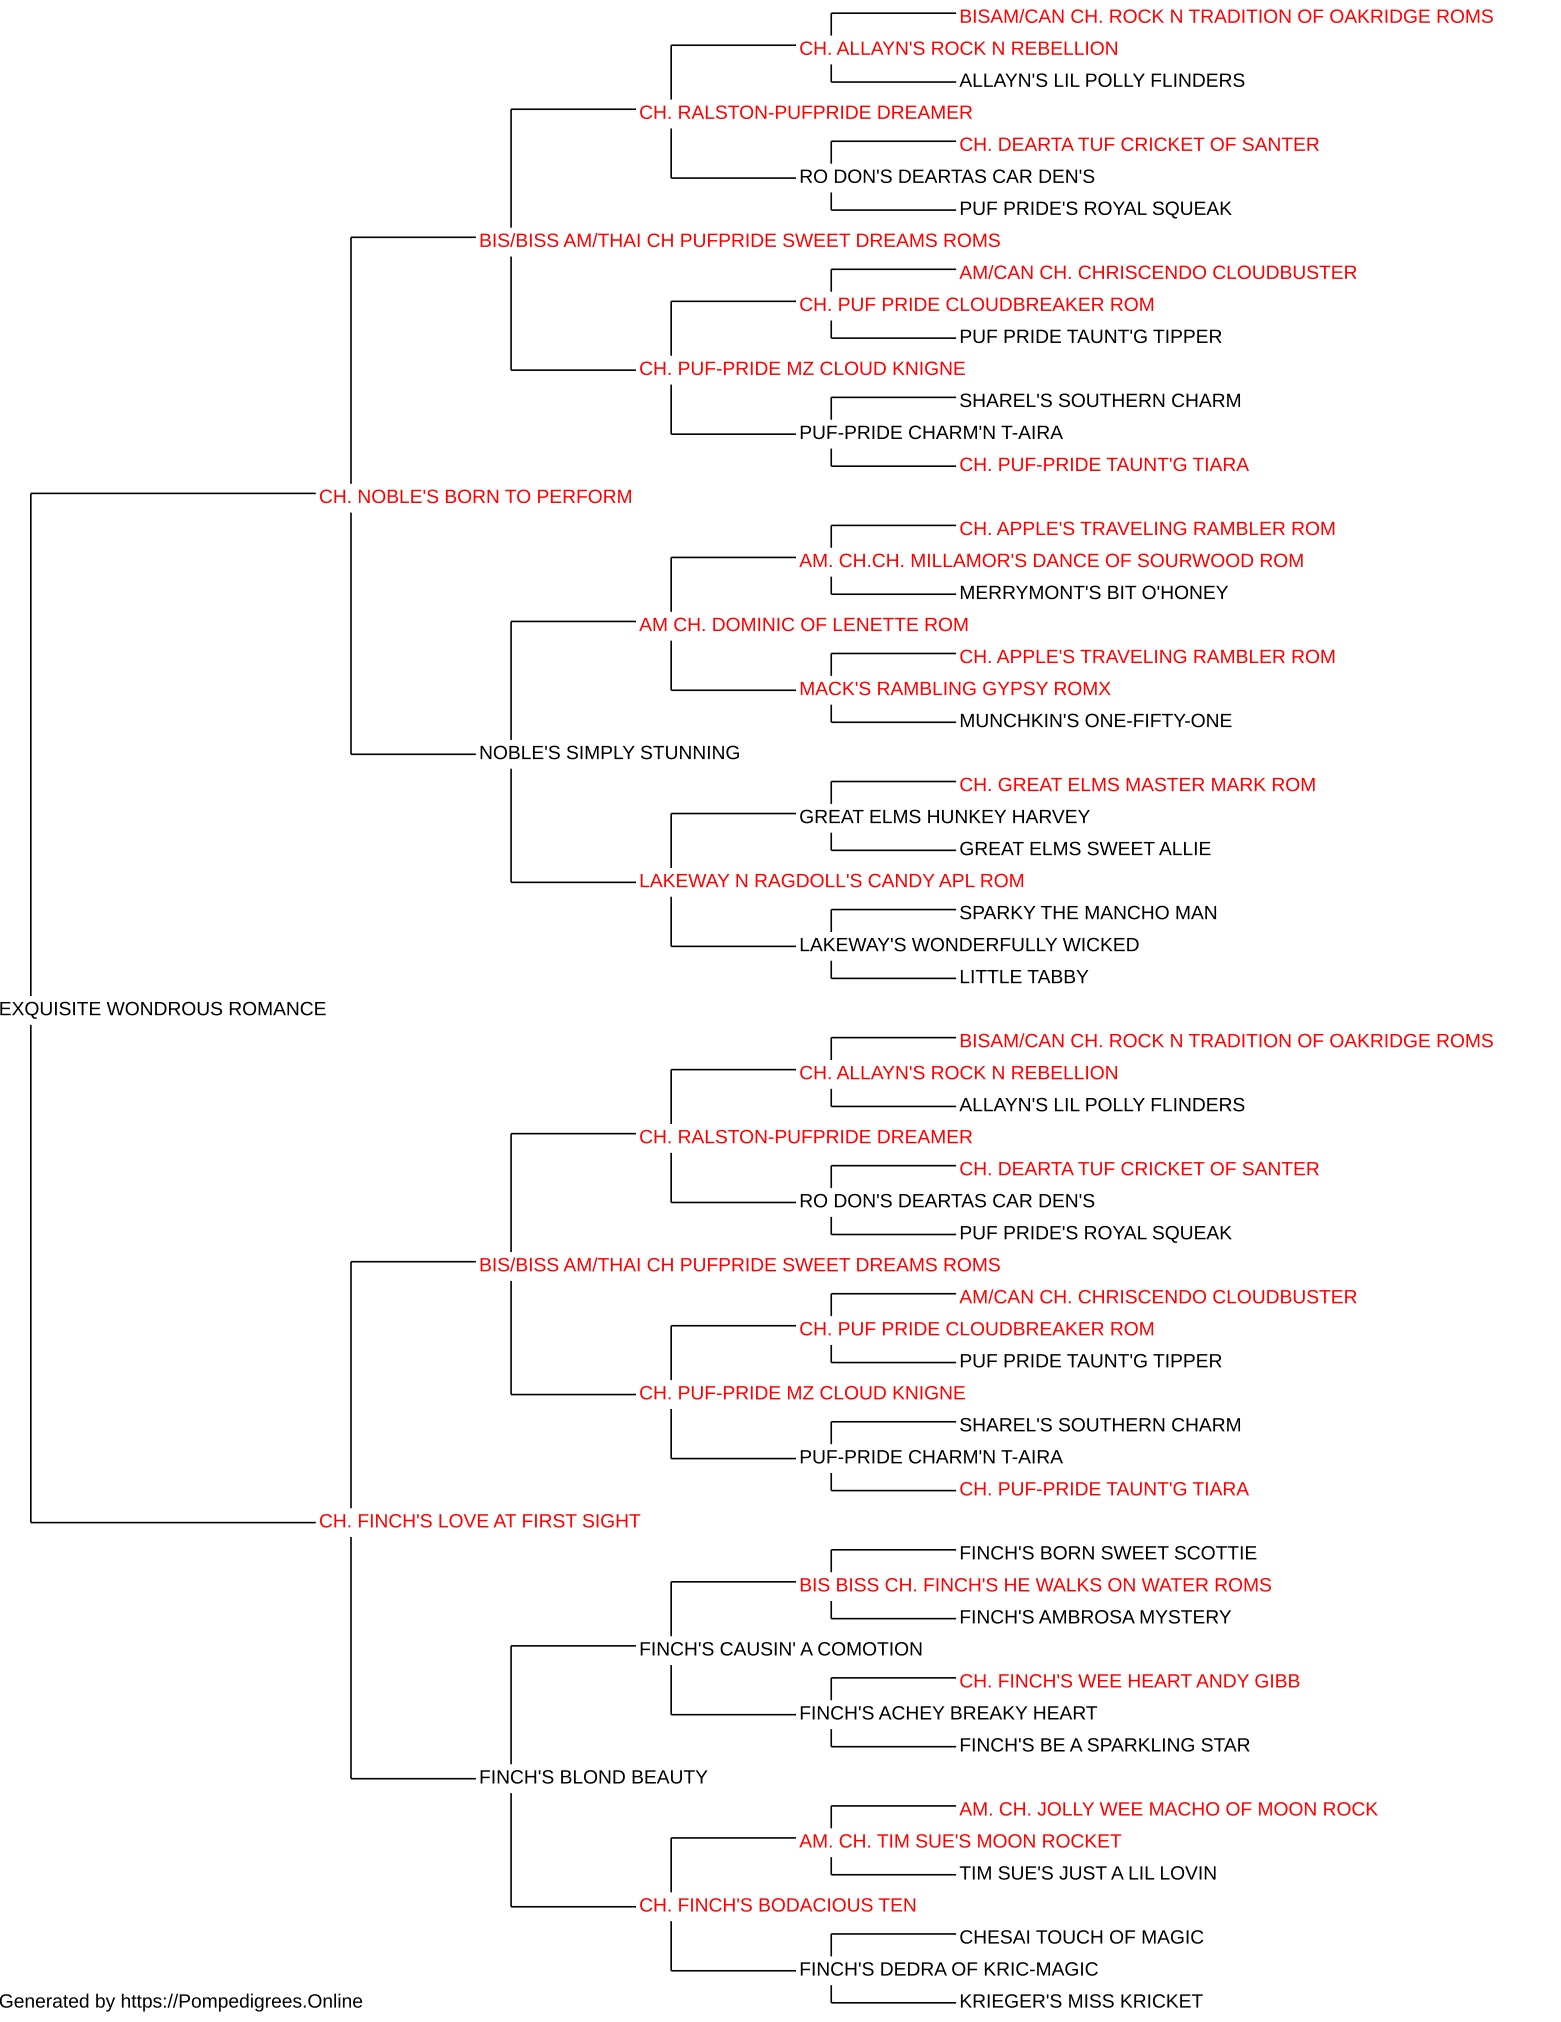 BISAM/CAN CH. ROCK N TRADITION OF OAKRIDGE ROMS
CH. ALLAYN'S ROCK N REBELLION
ALLAYN'S LIL POLLY FLINDERS
CH. RALSTON-PUFPRIDE DREAMER
CH. DEARTA TUF CRICKET OF SANTER
RO DON'S DEARTAS CAR DEN'S
PUF PRIDE'S ROYAL SQUEAK
BIS/BISS AM/THAI CH PUFPRIDE SWEET DREAMS ROMS
AM/CAN CH. CHRISCENDO CLOUDBUSTER
CH. PUF PRIDE CLOUDBREAKER ROM
PUF PRIDE TAUNT'G TIPPER
CH. PUF-PRIDE MZ CLOUD KNIGNE
SHAREL'S SOUTHERN CHARM
PUF-PRIDE CHARM'N T-AIRA
CH. PUF-PRIDE TAUNT'G TIARA
CH. NOBLE'S BORN TO PERFORM
CH. APPLE'S TRAVELING RAMBLER ROM
AM. CH.CH. MILLAMOR'S DANCE OF SOURWOOD ROM
MERRYMONT'S BIT O'HONEY
AM CH. DOMINIC OF LENETTE ROM
CH. APPLE'S TRAVELING RAMBLER ROM
MACK'S RAMBLING GYPSY ROMX
MUNCHKIN'S ONE-FIFTY-ONE
NOBLE'S SIMPLY STUNNING
CH. GREAT ELMS MASTER MARK ROM
GREAT ELMS HUNKEY HARVEY
GREAT ELMS SWEET ALLIE
LAKEWAY N RAGDOLL'S CANDY APL ROM
SPARKY THE MANCHO MAN
LAKEWAY'S WONDERFULLY WICKED
LITTLE TABBY
EXQUISITE WONDROUS ROMANCE
BISAM/CAN CH. ROCK N TRADITION OF OAKRIDGE ROMS
CH. ALLAYN'S ROCK N REBELLION
ALLAYN'S LIL POLLY FLINDERS
CH. RALSTON-PUFPRIDE DREAMER
CH. DEARTA TUF CRICKET OF SANTER
RO DON'S DEARTAS CAR DEN'S
PUF PRIDE'S ROYAL SQUEAK
BIS/BISS AM/THAI CH PUFPRIDE SWEET DREAMS ROMS
AM/CAN CH. CHRISCENDO CLOUDBUSTER
CH. PUF PRIDE CLOUDBREAKER ROM
PUF PRIDE TAUNT'G TIPPER
CH. PUF-PRIDE MZ CLOUD KNIGNE
SHAREL'S SOUTHERN CHARM
PUF-PRIDE CHARM'N T-AIRA
CH. PUF-PRIDE TAUNT'G TIARA
CH. FINCH'S LOVE AT FIRST SIGHT
FINCH'S BORN SWEET SCOTTIE
BIS BISS CH. FINCH'S HE WALKS ON WATER ROMS
FINCH'S AMBROSA MYSTERY
FINCH'S CAUSIN' A COMOTION
CH. FINCH'S WEE HEART ANDY GIBB
FINCH'S ACHEY BREAKY HEART
FINCH'S BE A SPARKLING STAR
FINCH'S BLOND BEAUTY
AM. CH. JOLLY WEE MACHO OF MOON ROCK
AM. CH. TIM SUE'S MOON ROCKET
TIM SUE'S JUST A LIL LOVIN
CH. FINCH'S BODACIOUS TEN
CHESAI TOUCH OF MAGIC
FINCH'S DEDRA OF KRIC-MAGIC
KRIEGER'S MISS KRICKET
Generated by https://Pompedigrees.Online